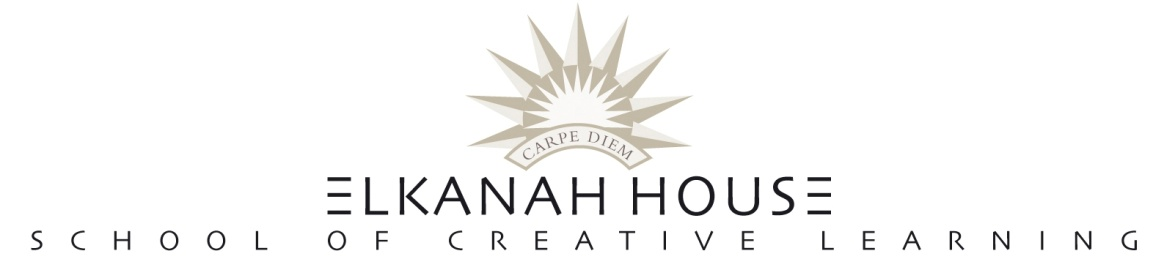 CARPE DIEM
ELKANAH HOUSE
SCHOOL OF CREATIVE LEARNING